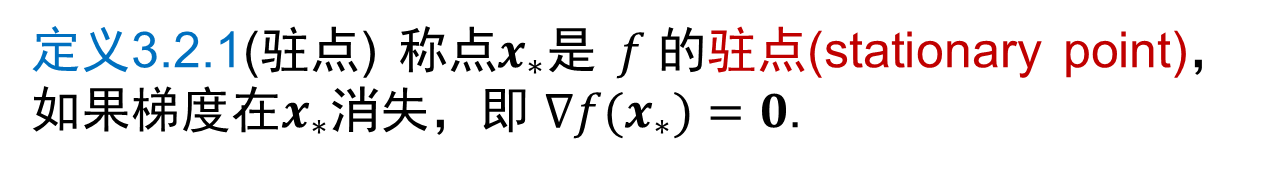 定义3.2.1(驻点) 称点𝒙∗是 𝑓 的驻点(stationary point),
如果梯度在𝒙∗消失，即 ∇𝑓(𝒙∗) = 𝟎.